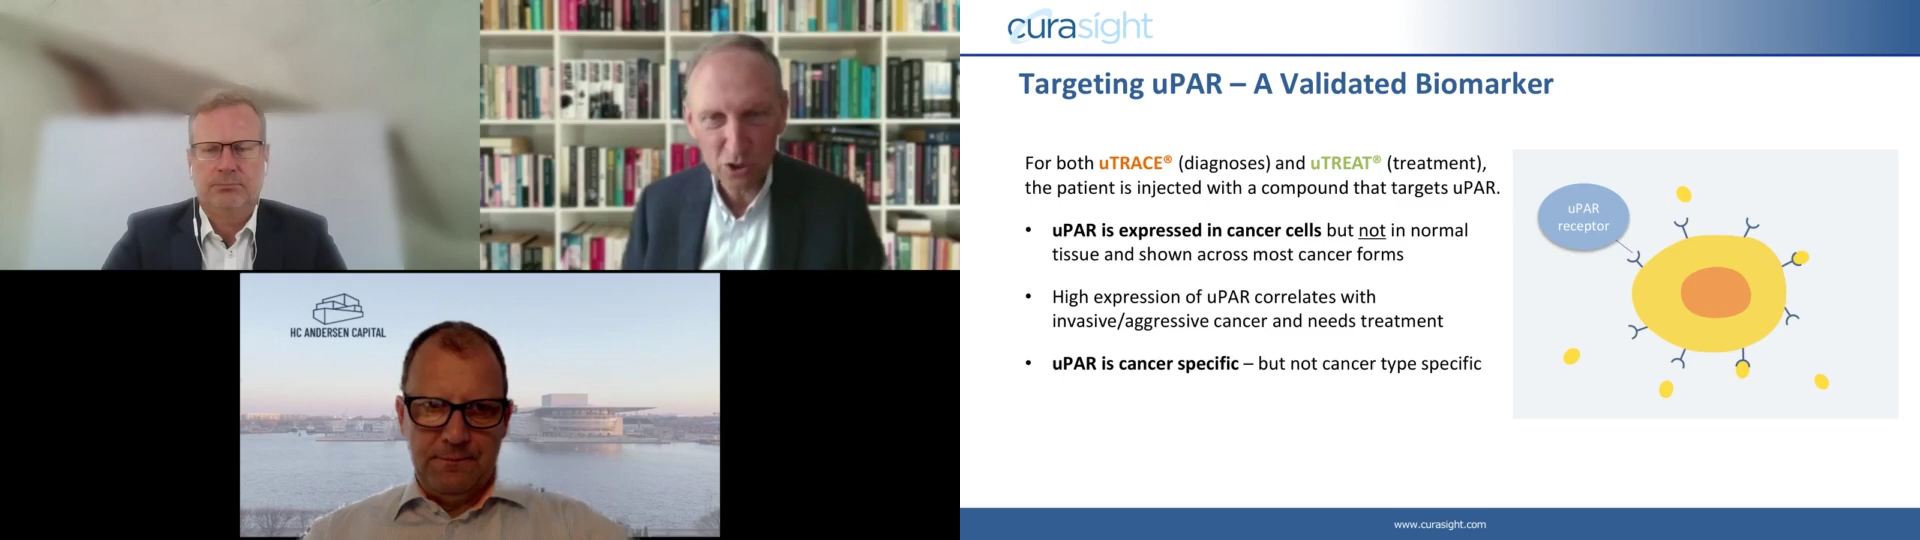 HC ANDERSEN CAPITAL
curasight
Targeting uPAR – A Validated Biomarker
For both uTRACE® (diagnoses) and uTREAT® (treatment),
the patient is injected with a compound that targets uPAR.
• uPAR is expressed in cancer cells but not in normal
tissue and shown across most cancer forms
• High expression of uPAR correlates with
invasive/aggressive cancer and needs treatment
• uPAR is cancer specific – but not cancer type specific
uPAR
receptor
www.curasight.com